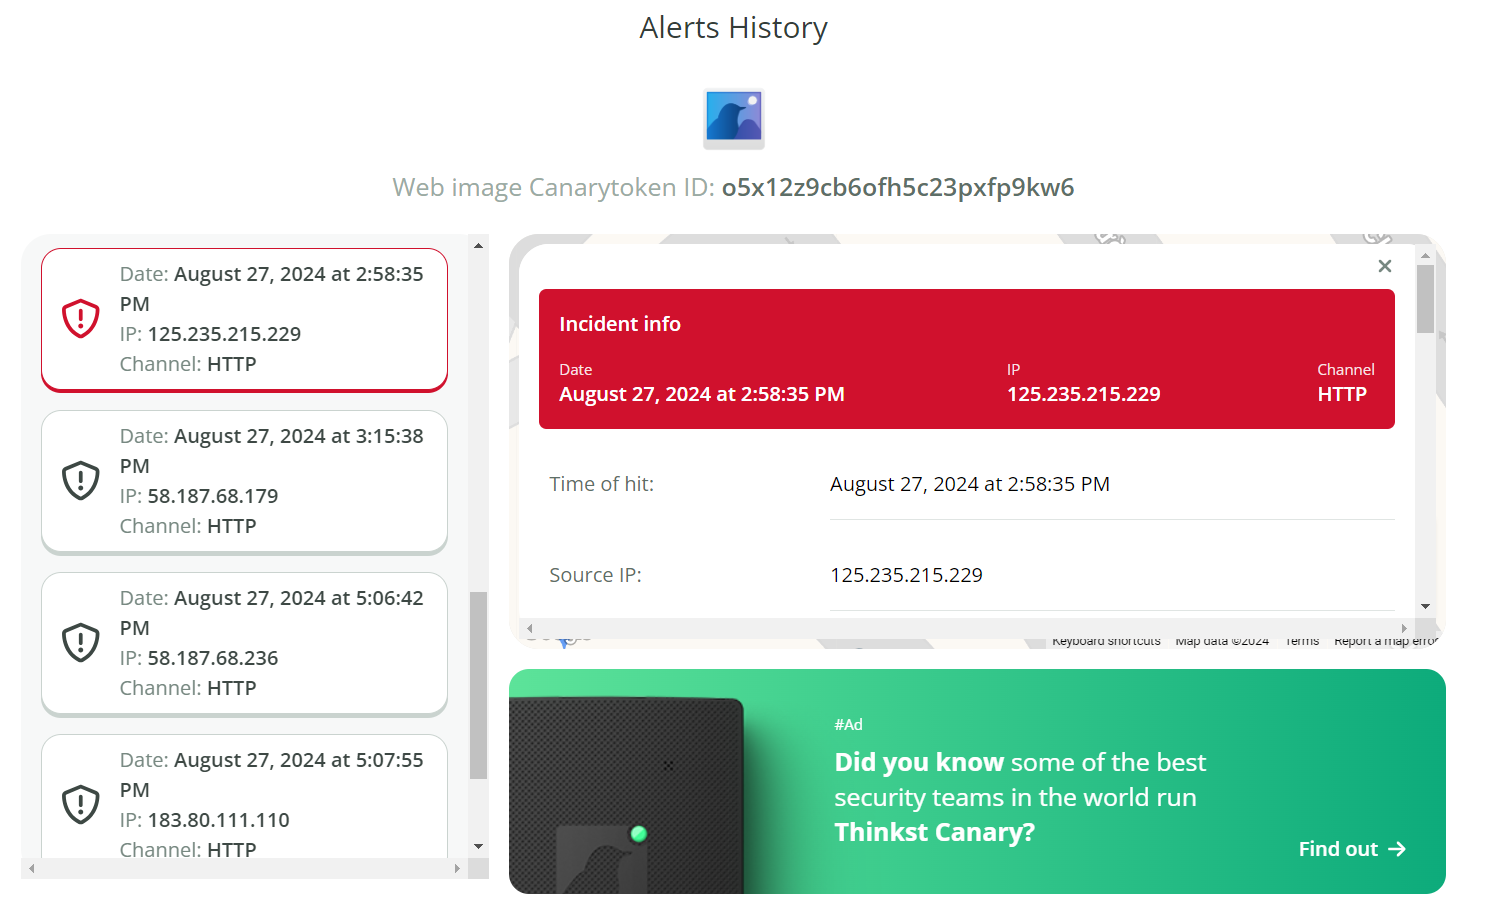 Alerts History
Web image Canarytoken ID: o5x12z9cb6ofh5c23pxfp9kw6
Date: August 27, 2024 at 2:58:35
PM
IP: 125.235.215.229
Channel: HTTP
Date: August 27, 2024 at 3:15:38
PM
IP: 58.187.68.179
Channel: HTTP
Date: August 27, 2024 at 5:06:42
PM
IP: 58.187.68.236
Channel: HTTP
Date: August 27, 2024 at 5:07:55
PM
IP: 183.80.111.110
Channel: HTTP
Incident info
Date IP Channel
August 27, 2024 at 2:58:35 PM 125.235.215.229 HTTP
Time of hit: August 27, 2024 at 2:58:35 PM
Source IP: 125.235.215.229
Keyboard shortcuts Map data ©2024 Terms Report a map error
#Ad
Did you know some of the best
security teams in the world run
Thinkst Canary?
Find out →